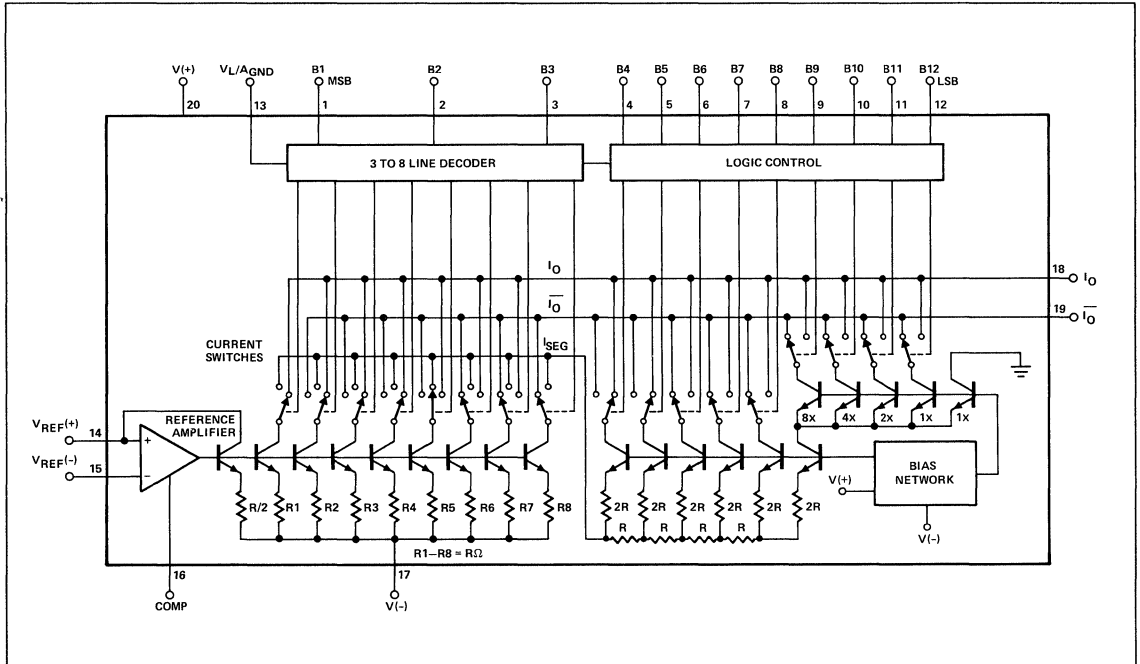 V(+) VL/AGND B1 MSB B2 B3 B4 B5 B6 B7 B8 B9 B10 B11 B12 LSB
20 13 1 2 3 4 5 6 7 8 9 10 11 12
3 TO 8 LINE DECODER
LOGIC CONTROL
IO
18 IO
IO
19 IO
CURRENT SWITCHES
ISEG
REFERENCE AMPLIFIER
VREF(+) 14 +
VREF(-) 15 −
8x 4x 2x 1x 1x
BIAS NETWORK
V(+)
V(-)
R/2 R1 R2 R3 R4 R5 R6 R7 R8
2R 2R 2R 2R 2R 2R
R R R R
R1–R8 = RΩ
16
COMP
17
V(-)